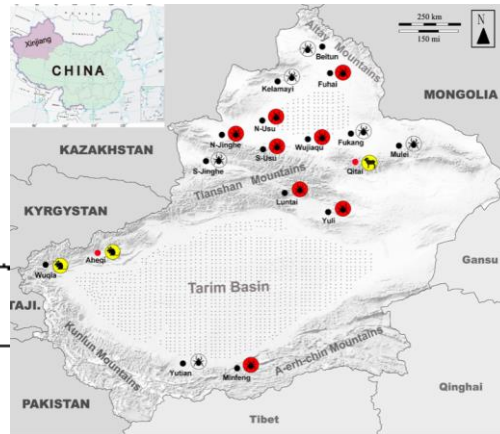 250 km
150 mi
N
Xinjiang
CHINA
Altay Mountains
Beitun
Fuhai
Kelamayi
MONGOLIA
N-Usu
N-Jinghe
Wujiaqu
Fukang
Mulei
KAZAKHSTAN
S-Usu
S-Jinghe
Qitai
Tianshan Mountains
Luntai
KYRGYSTAN
Yuli
Aheqi
Wuqia
Gansu
TAJI.
Tarim Basin
Kunlun Mountains
A-erh-chin Mountains
Yutian
Minfeng
Qinghai
PAKISTAN
Tibet